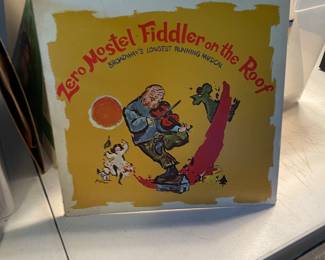 Zero Mostel Fiddler on the Roof
BROADWAY'S LONGEST RUNNING MUSICAL